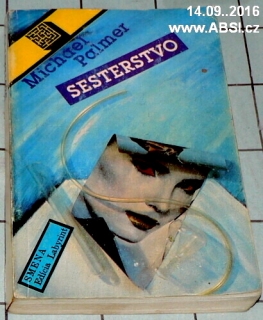 14.09..2016
www.ABSI.cz
Michael
Palmer
SESTERSTVO
SMENA
Edícia Labyrint